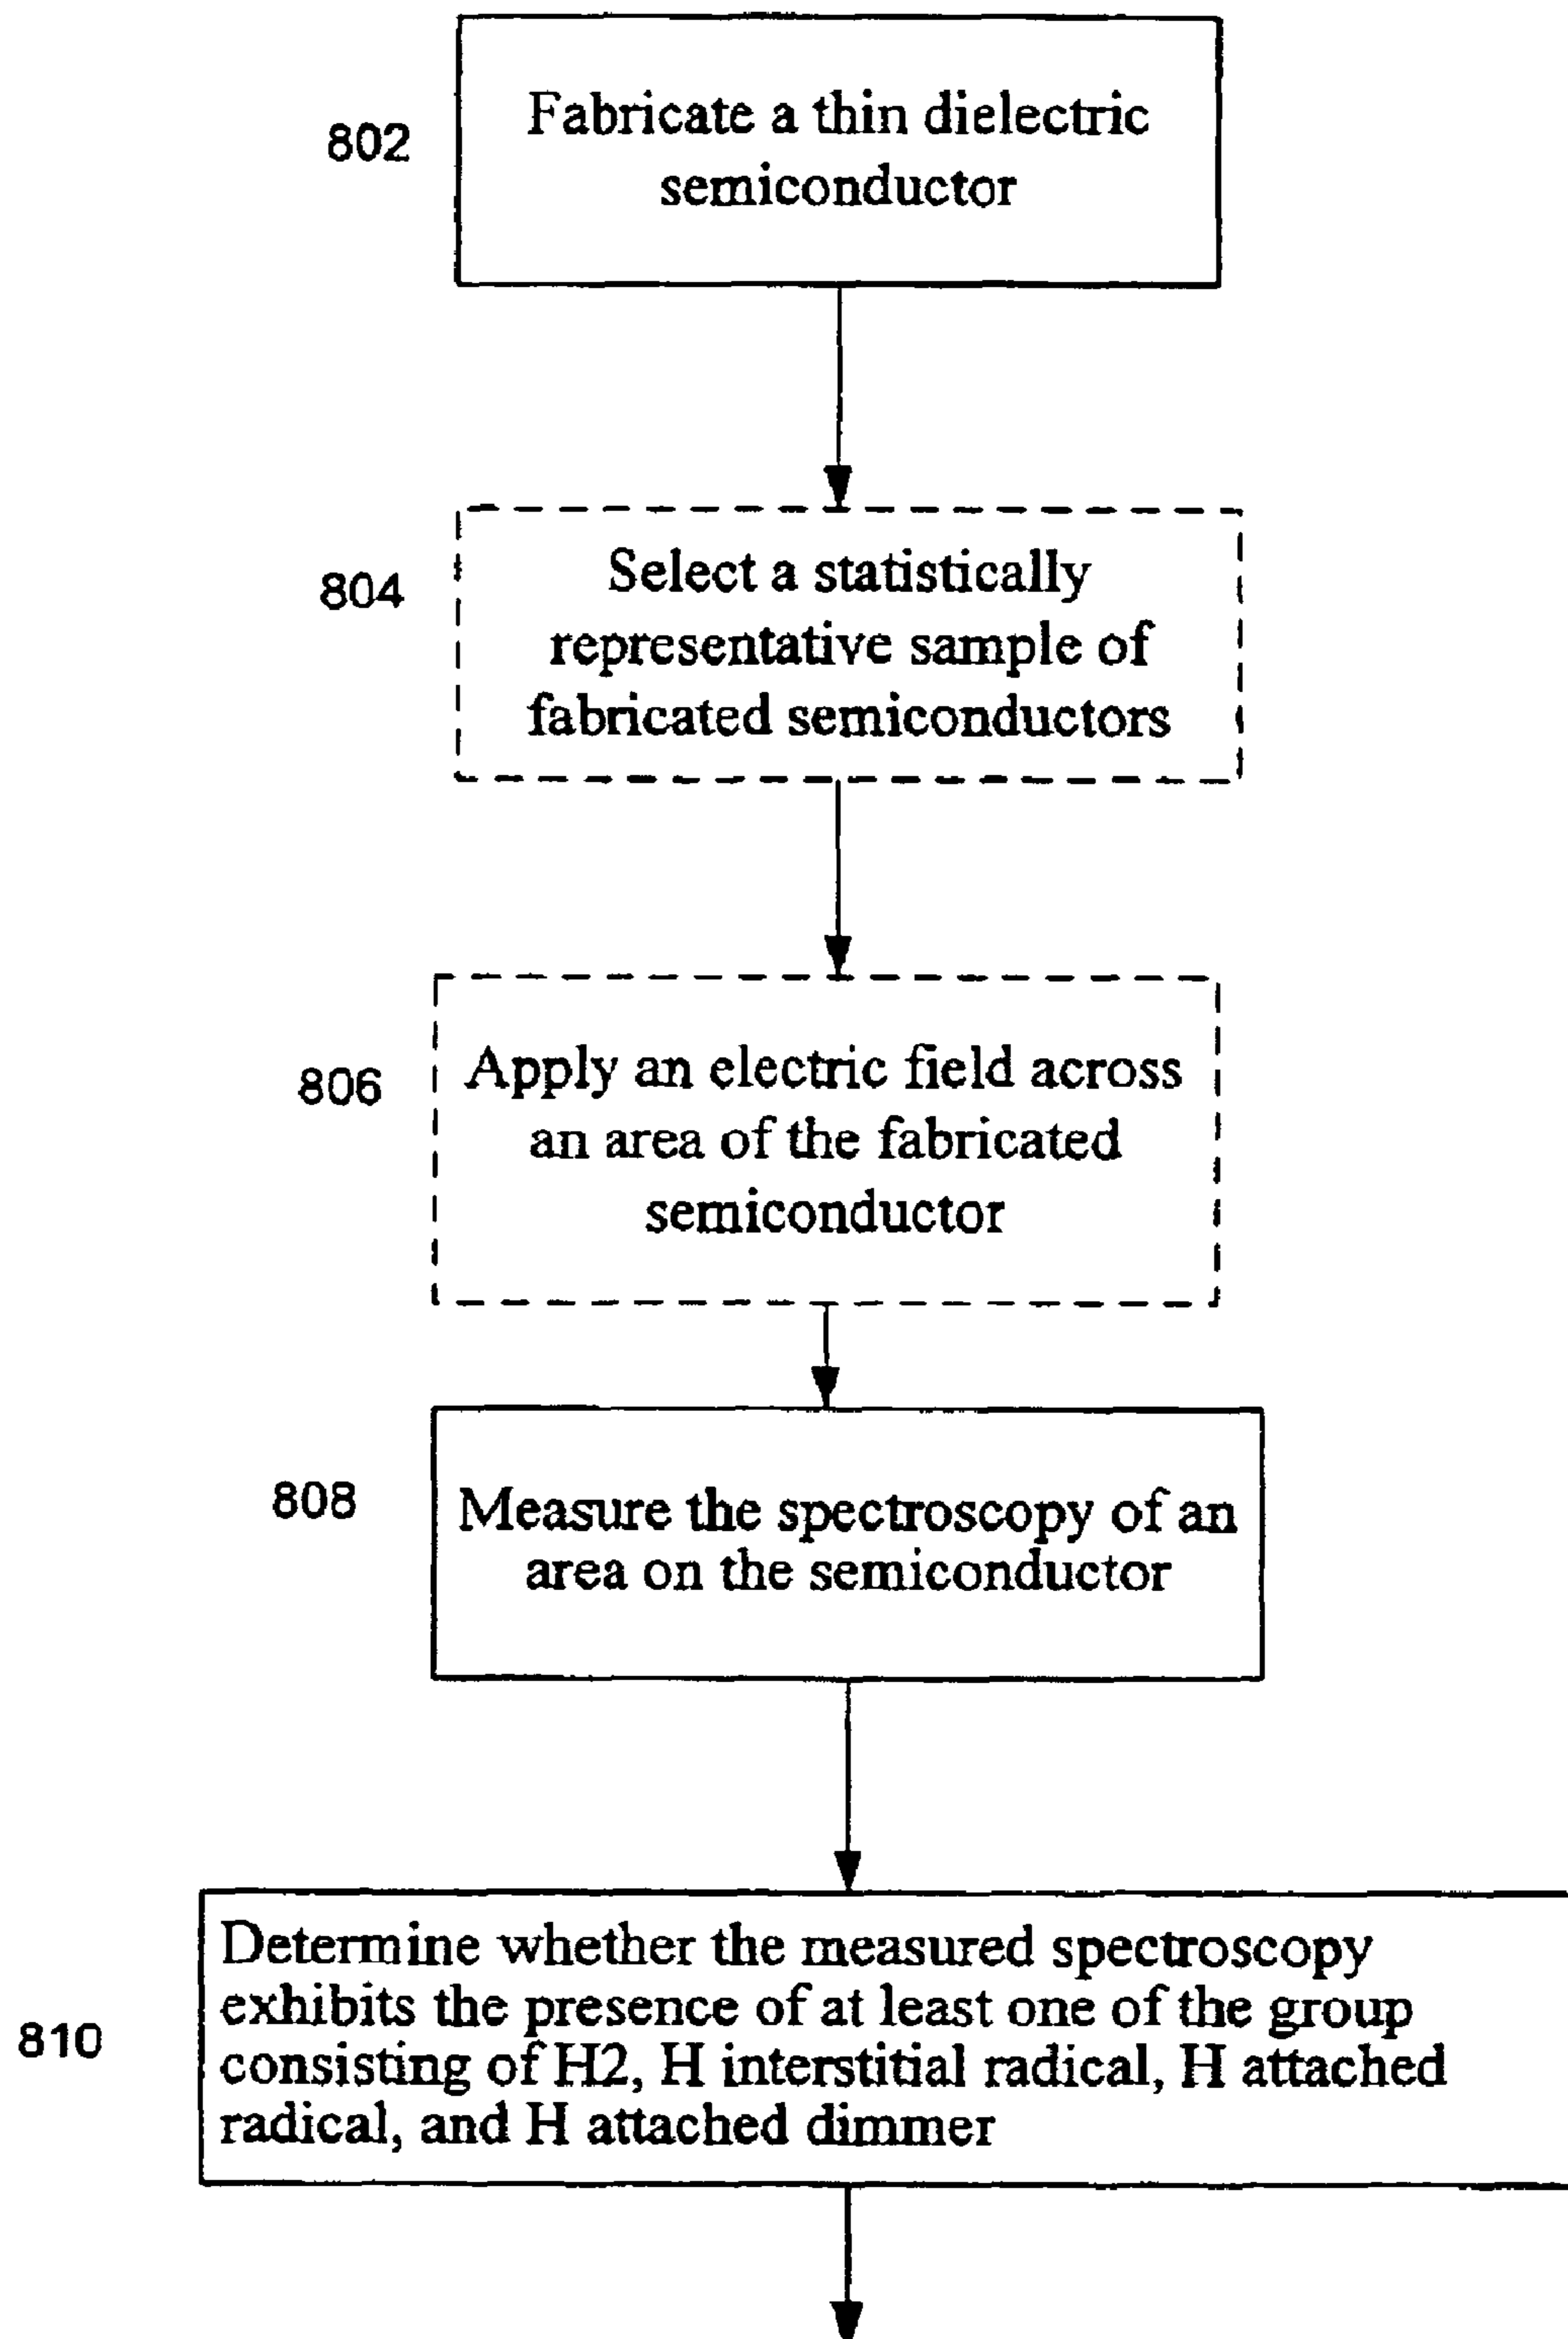 802
Fabricate a thin dielectric
semiconductor
804
Select a statistically
representative sample of
fabricated semiconductors
806
Apply an electric field across
an area of the fabricated
semiconductor
808
Measure the spectroscopy of an
area on the semiconductor
810
Determine whether the measured spectroscopy
exhibits the presence of at least one of the group
consisting of H2, H interstitial radical, H attached
radical, and H attached dimmer